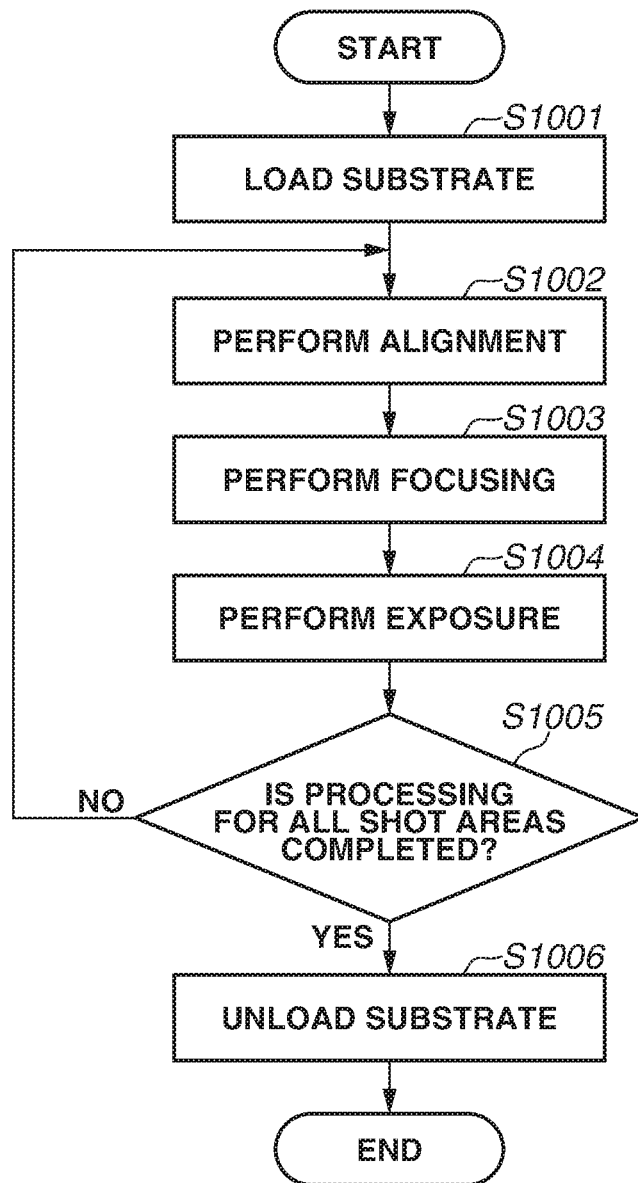 START
S1001
LOAD SUBSTRATE
S1002
PERFORM ALIGNMENT
S1003
PERFORM FOCUSING
S1004
PERFORM EXPOSURE
S1005
IS PROCESSING
FOR ALL SHOT AREAS
COMPLETED?
NO
YES
S1006
UNLOAD SUBSTRATE
END